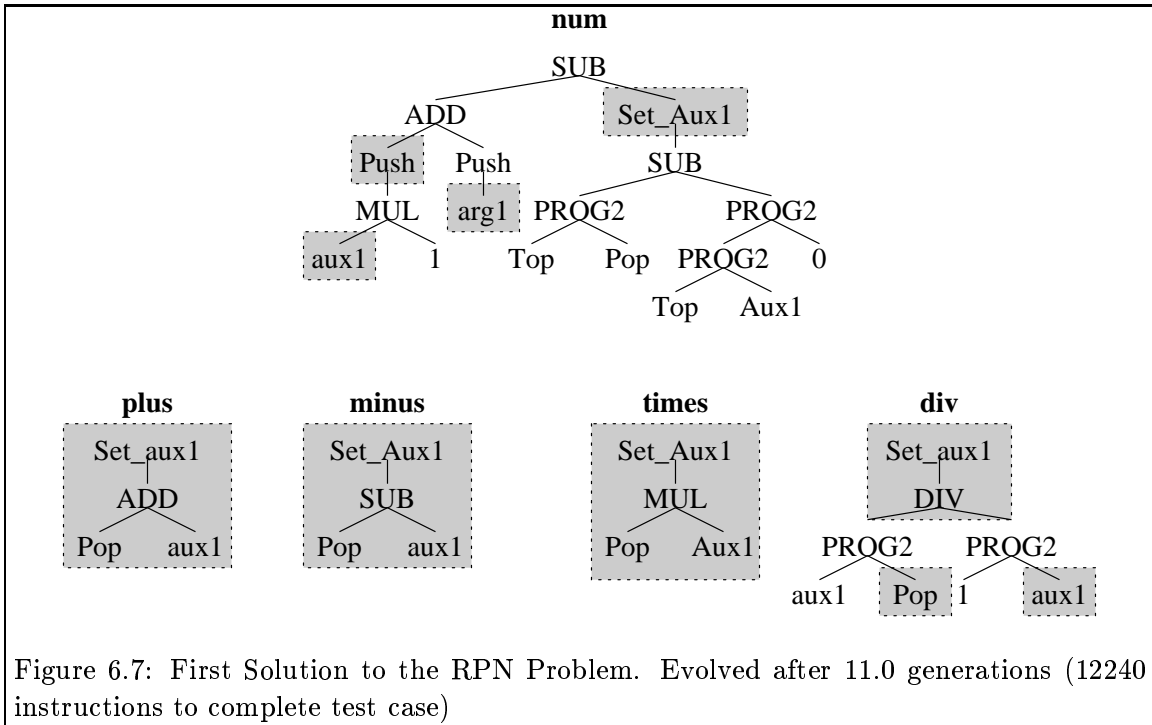 num
SUB
ADD Set_Aux1
Push Push SUB
MUL arg1 PROG2 PROG2
aux1 1 Top Pop PROG2 0
Top Aux1
plus minus times div
Set_aux1 Set_Aux1 Set_Aux1 Set_aux1
ADD SUB MUL DIV
Pop aux1 Pop aux1 Pop Aux1 PROG2 PROG2
aux1 Pop 1 aux1
Figure 6.7: First Solution to the RPN Problem. Evolved after 11.0 generations (12240
instructions to complete test case)